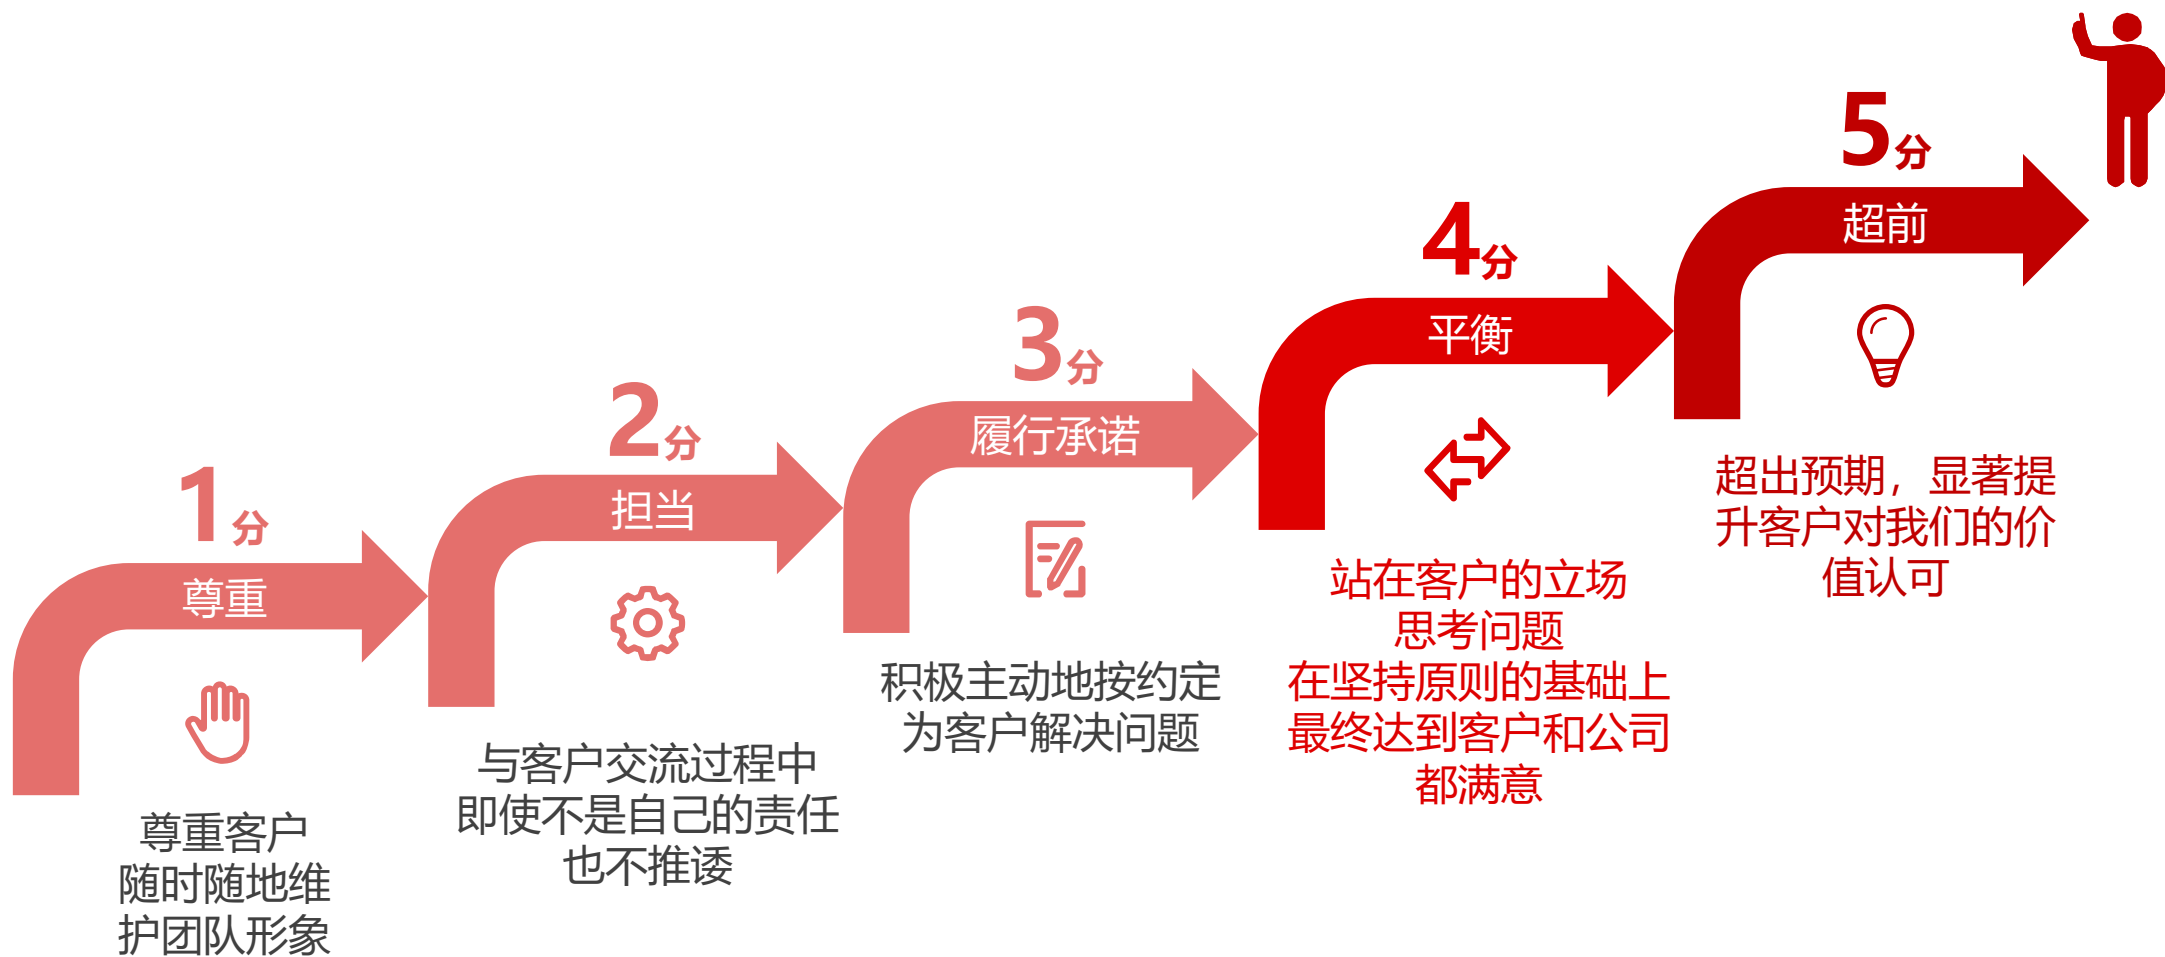 1分
尊重
尊重客户
随时随地维
护团队形象
2分
担当
与客户交流过程中
即使不是自己的责任
也不推诿
3分
履行承诺
积极主动地按约定
为客户解决问题
4分
平衡
站在客户的立场
思考问题
在坚持原则的基础上
最终达到客户和公司
都满意
5分
超前
超出预期，显著提
升客户对我们的价
值认可